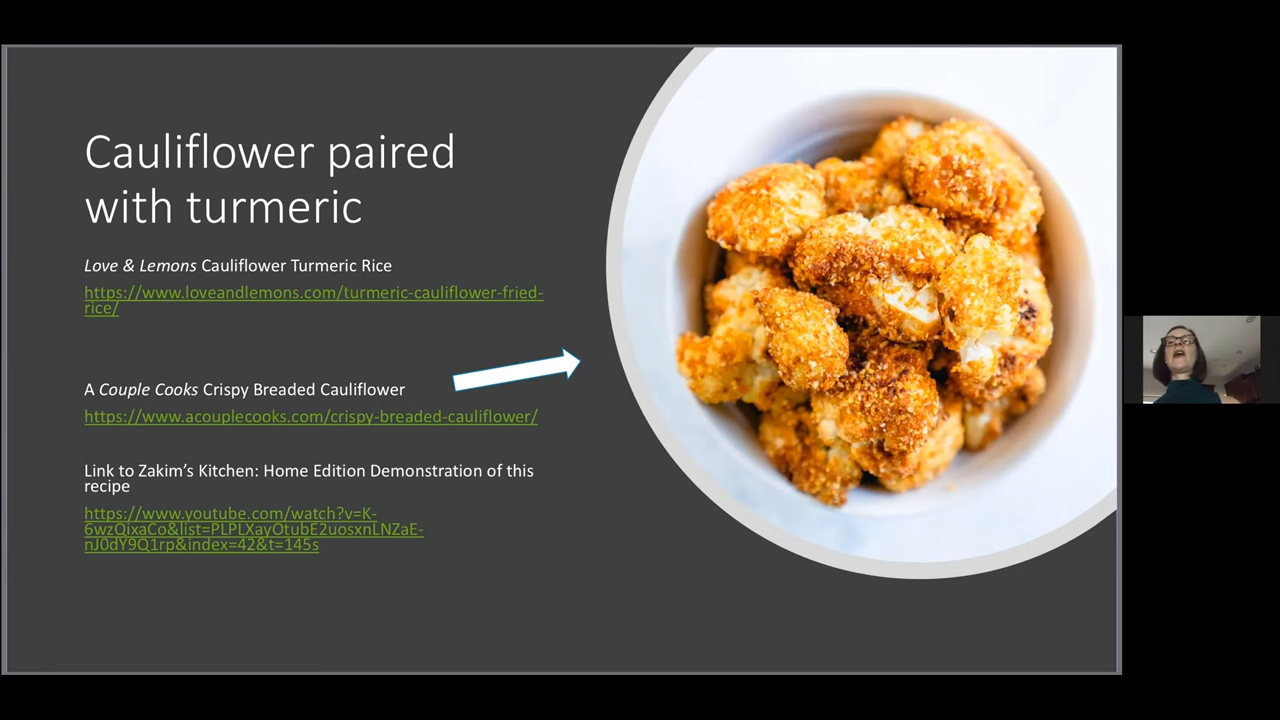 Cauliflower paired
with turmeric
Love & Lemons Cauliflower Turmeric Rice
https://www.loveandlemons.com/turmeric-cauliflower-fried-
rice/
A Couple Cooks Crispy Breaded Cauliflower
https://www.acouplecooks.com/crispy-breaded-cauliflower/
Link to Zakim’s Kitchen: Home Edition Demonstration of this
recipe
https://www.youtube.com/watch?v=K-
6wzQixaCo&list=PLPLXayOtubE2uosxnLNZaE-
nJ0dY9Q1rp&index=42&t=145s